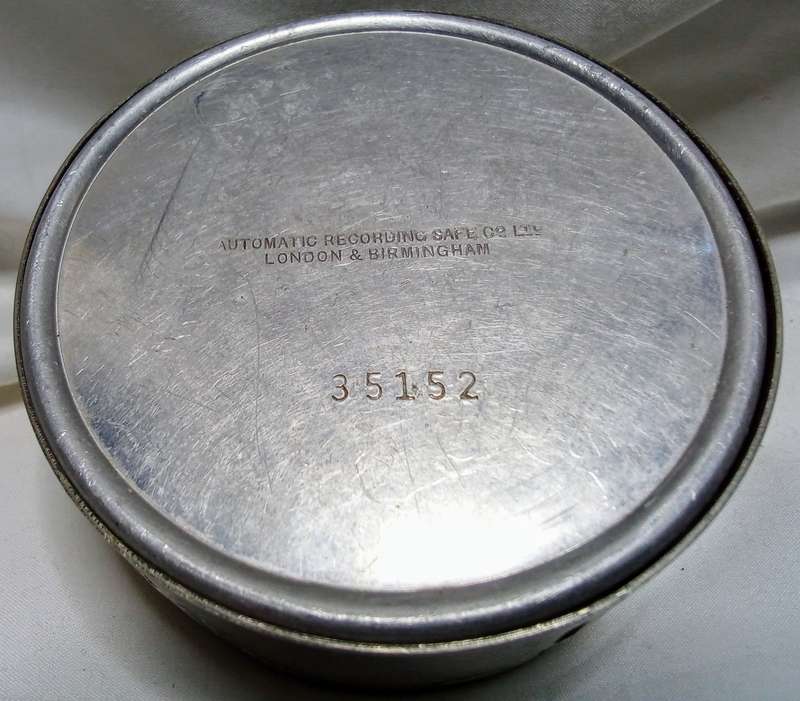 AUTOMATIC RECORDING SAFE Co LTD
LONDON & BIRMINGHAM
35152